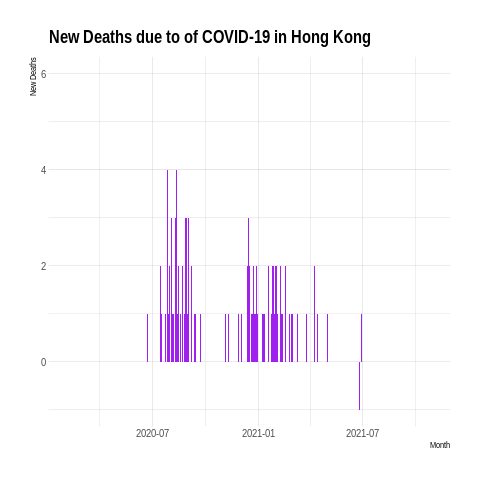 New Deaths due to of COVID-19 in Hong Kong
New Deaths
6
4
2
0
2020-07 2021-01 2021-07
Month